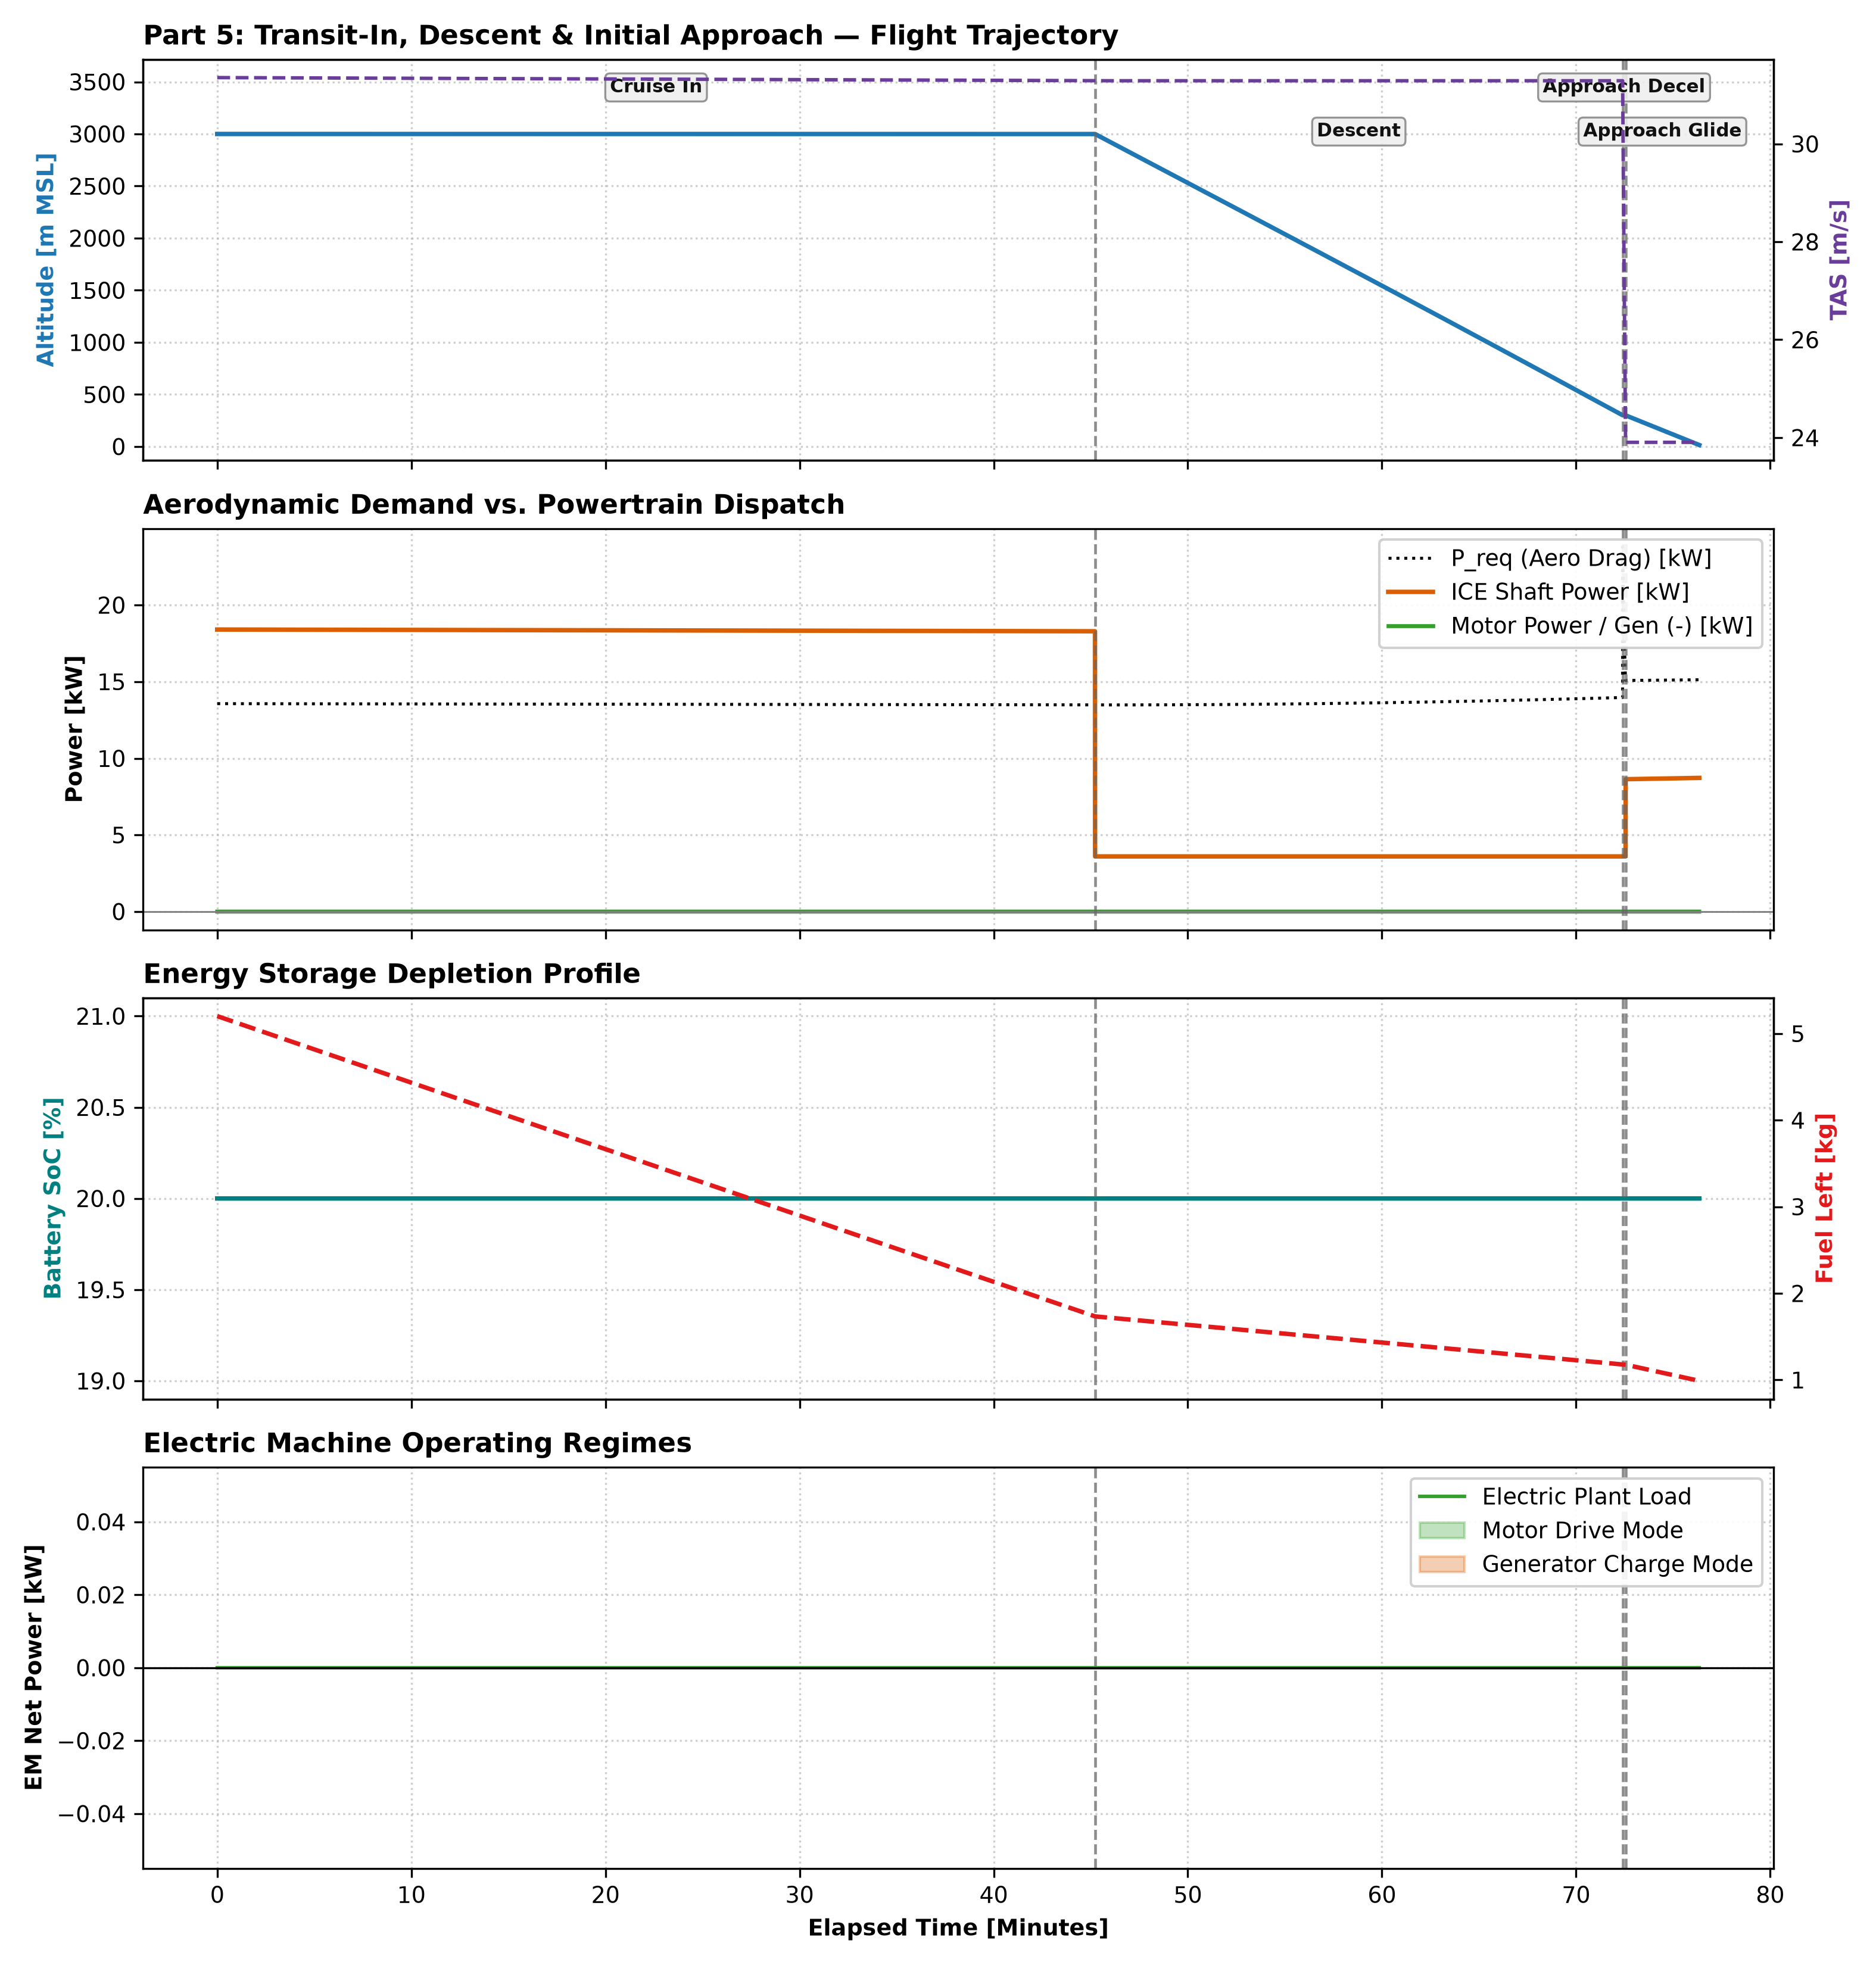 Part 5: Transit-In, Descent & Initial Approach — Flight Trajectory
Altitude [m MSL]
3500
3000
2500
2000
1500
1000
500
0
Cruise In
Approach Decel
Descent
Approach Glide
30
28
26
24
TAS [m/s]
Aerodynamic Demand vs. Powertrain Dispatch
Power [kW]
20
15
10
5
0
P_req (Aero Drag) [kW]
ICE Shaft Power [kW]
Motor Power / Gen (-) [kW]
Energy Storage Depletion Profile
Battery SoC [%]
21.0
20.5
20.0
19.5
19.0
5
4
3
2
1
Fuel Left [kg]
Electric Machine Operating Regimes
EM Net Power [kW]
0.04
0.02
0.00
−0.02
−0.04
Electric Plant Load
Motor Drive Mode
Generator Charge Mode
0 10 20 30 40 50 60 70 80
Elapsed Time [Minutes]